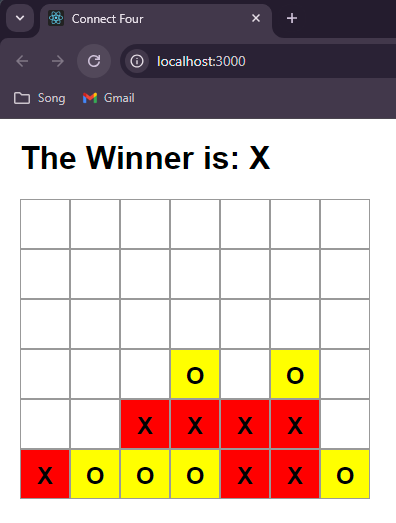 Connect Four
localhost:3000
Song Gmail
The Winner is: X
O O
X X X X
X O O O X X O